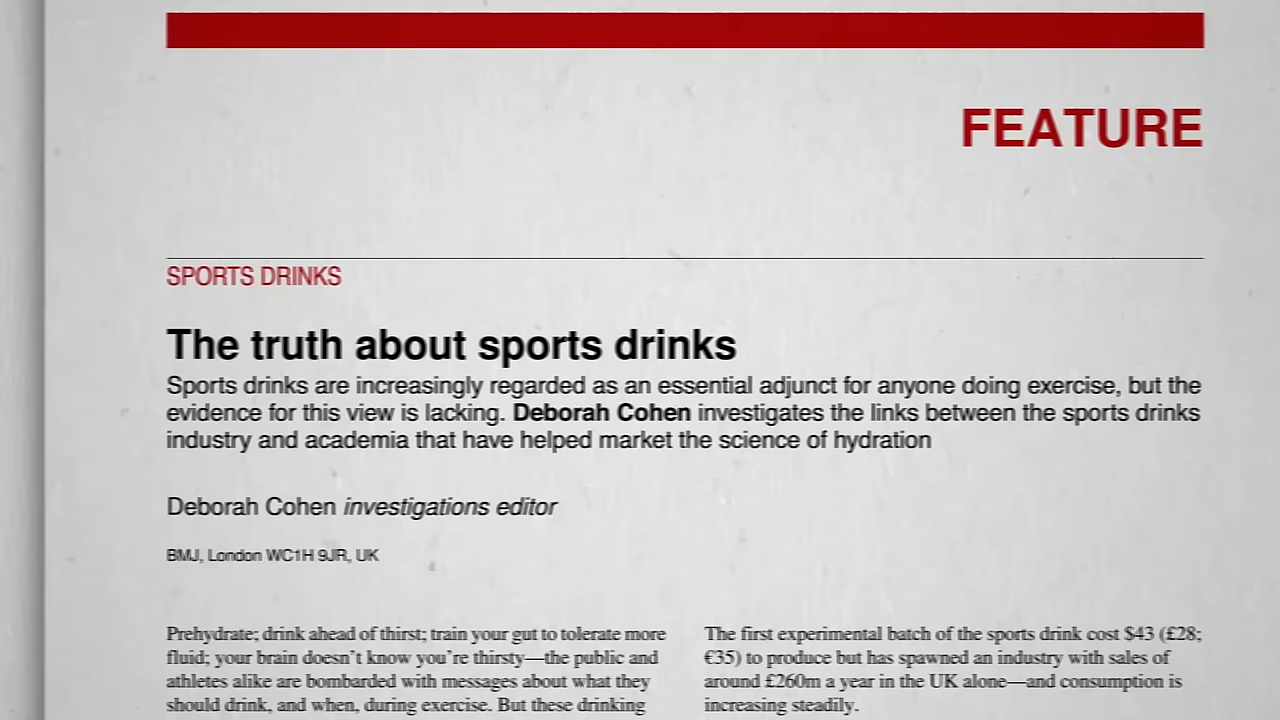 FEATURE
SPORTS DRINKS
The truth about sports drinks
Sports drinks are increasingly regarded as an essential adjunct for anyone doing exercise, but the
evidence for this view is lacking. Deborah Cohen investigates the links between the sports drinks
industry and academia that have helped market the science of hydration
Deborah Cohen investigations editor
BMJ, London WC1H 9JR, UK
Prehydrate; drink ahead of thirst; train your gut to tolerate more
fluid; your brain doesn't know you're thirsty—the public and
athletes alike are bombarded with messages about what they
should drink, and when, during exercise. But these drinking
The first experimental batch of the sports drink cost $43 (£28;
€35) to produce but has spawned an industry with sales of
around £260m a year in the UK alone—and consumption is
increasing steadily.